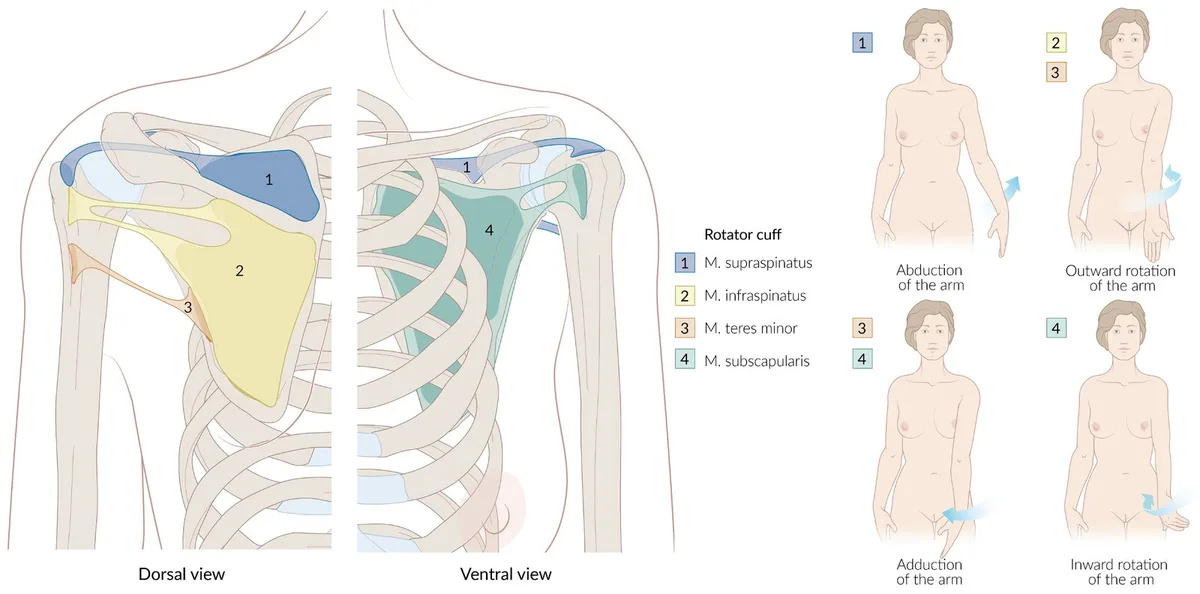 1
2
3
Dorsal view
1
4
Ventral view
Rotator cuff
1 M. supraspinatus
2 M. infraspinatus
3 M. teres minor
4 M. subscapularis
1
Abduction
of the arm
2
3
Outward rotation
of the arm
3
4
Adduction
of the arm
4
Inward rotation
of the arm